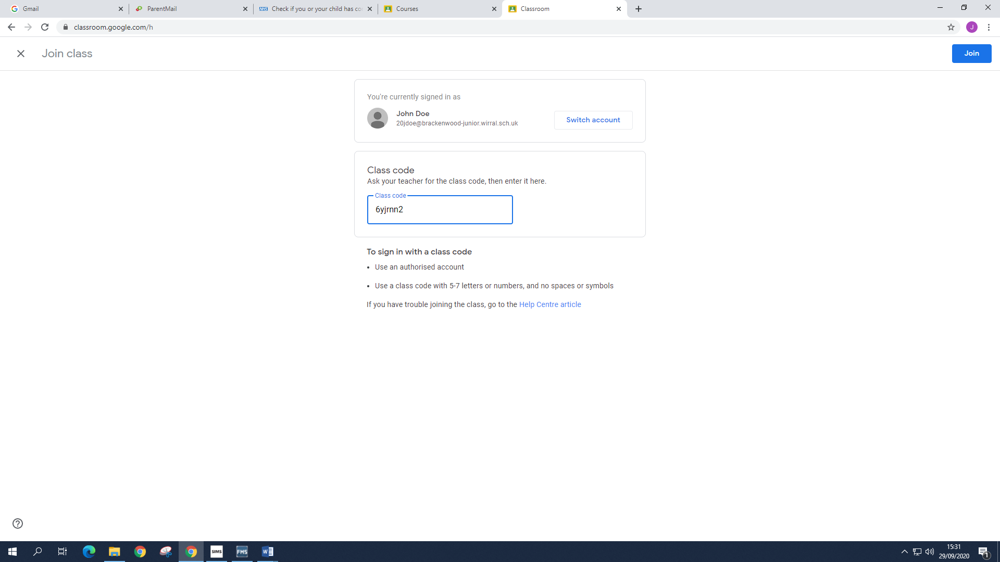 Gmail
ParentMail
NHS
Check if you or your child has co
Courses
Classroom
classroom.google.com/h
J
Join class
Join
You're currently signed in as
John Doe
20jdoe@brackenwood-junior.wirral.sch.uk
Switch account
Class code
Ask your teacher for the class code, then enter it here.
Class code
6yjrnn2
To sign in with a class code
• Use an authorised account
• Use a class code with 5-7 letters or numbers, and no spaces or symbols
If you have trouble joining the class, go to the Help Centre article
SIMS
FMS
W
15:31
29/09/2020
1